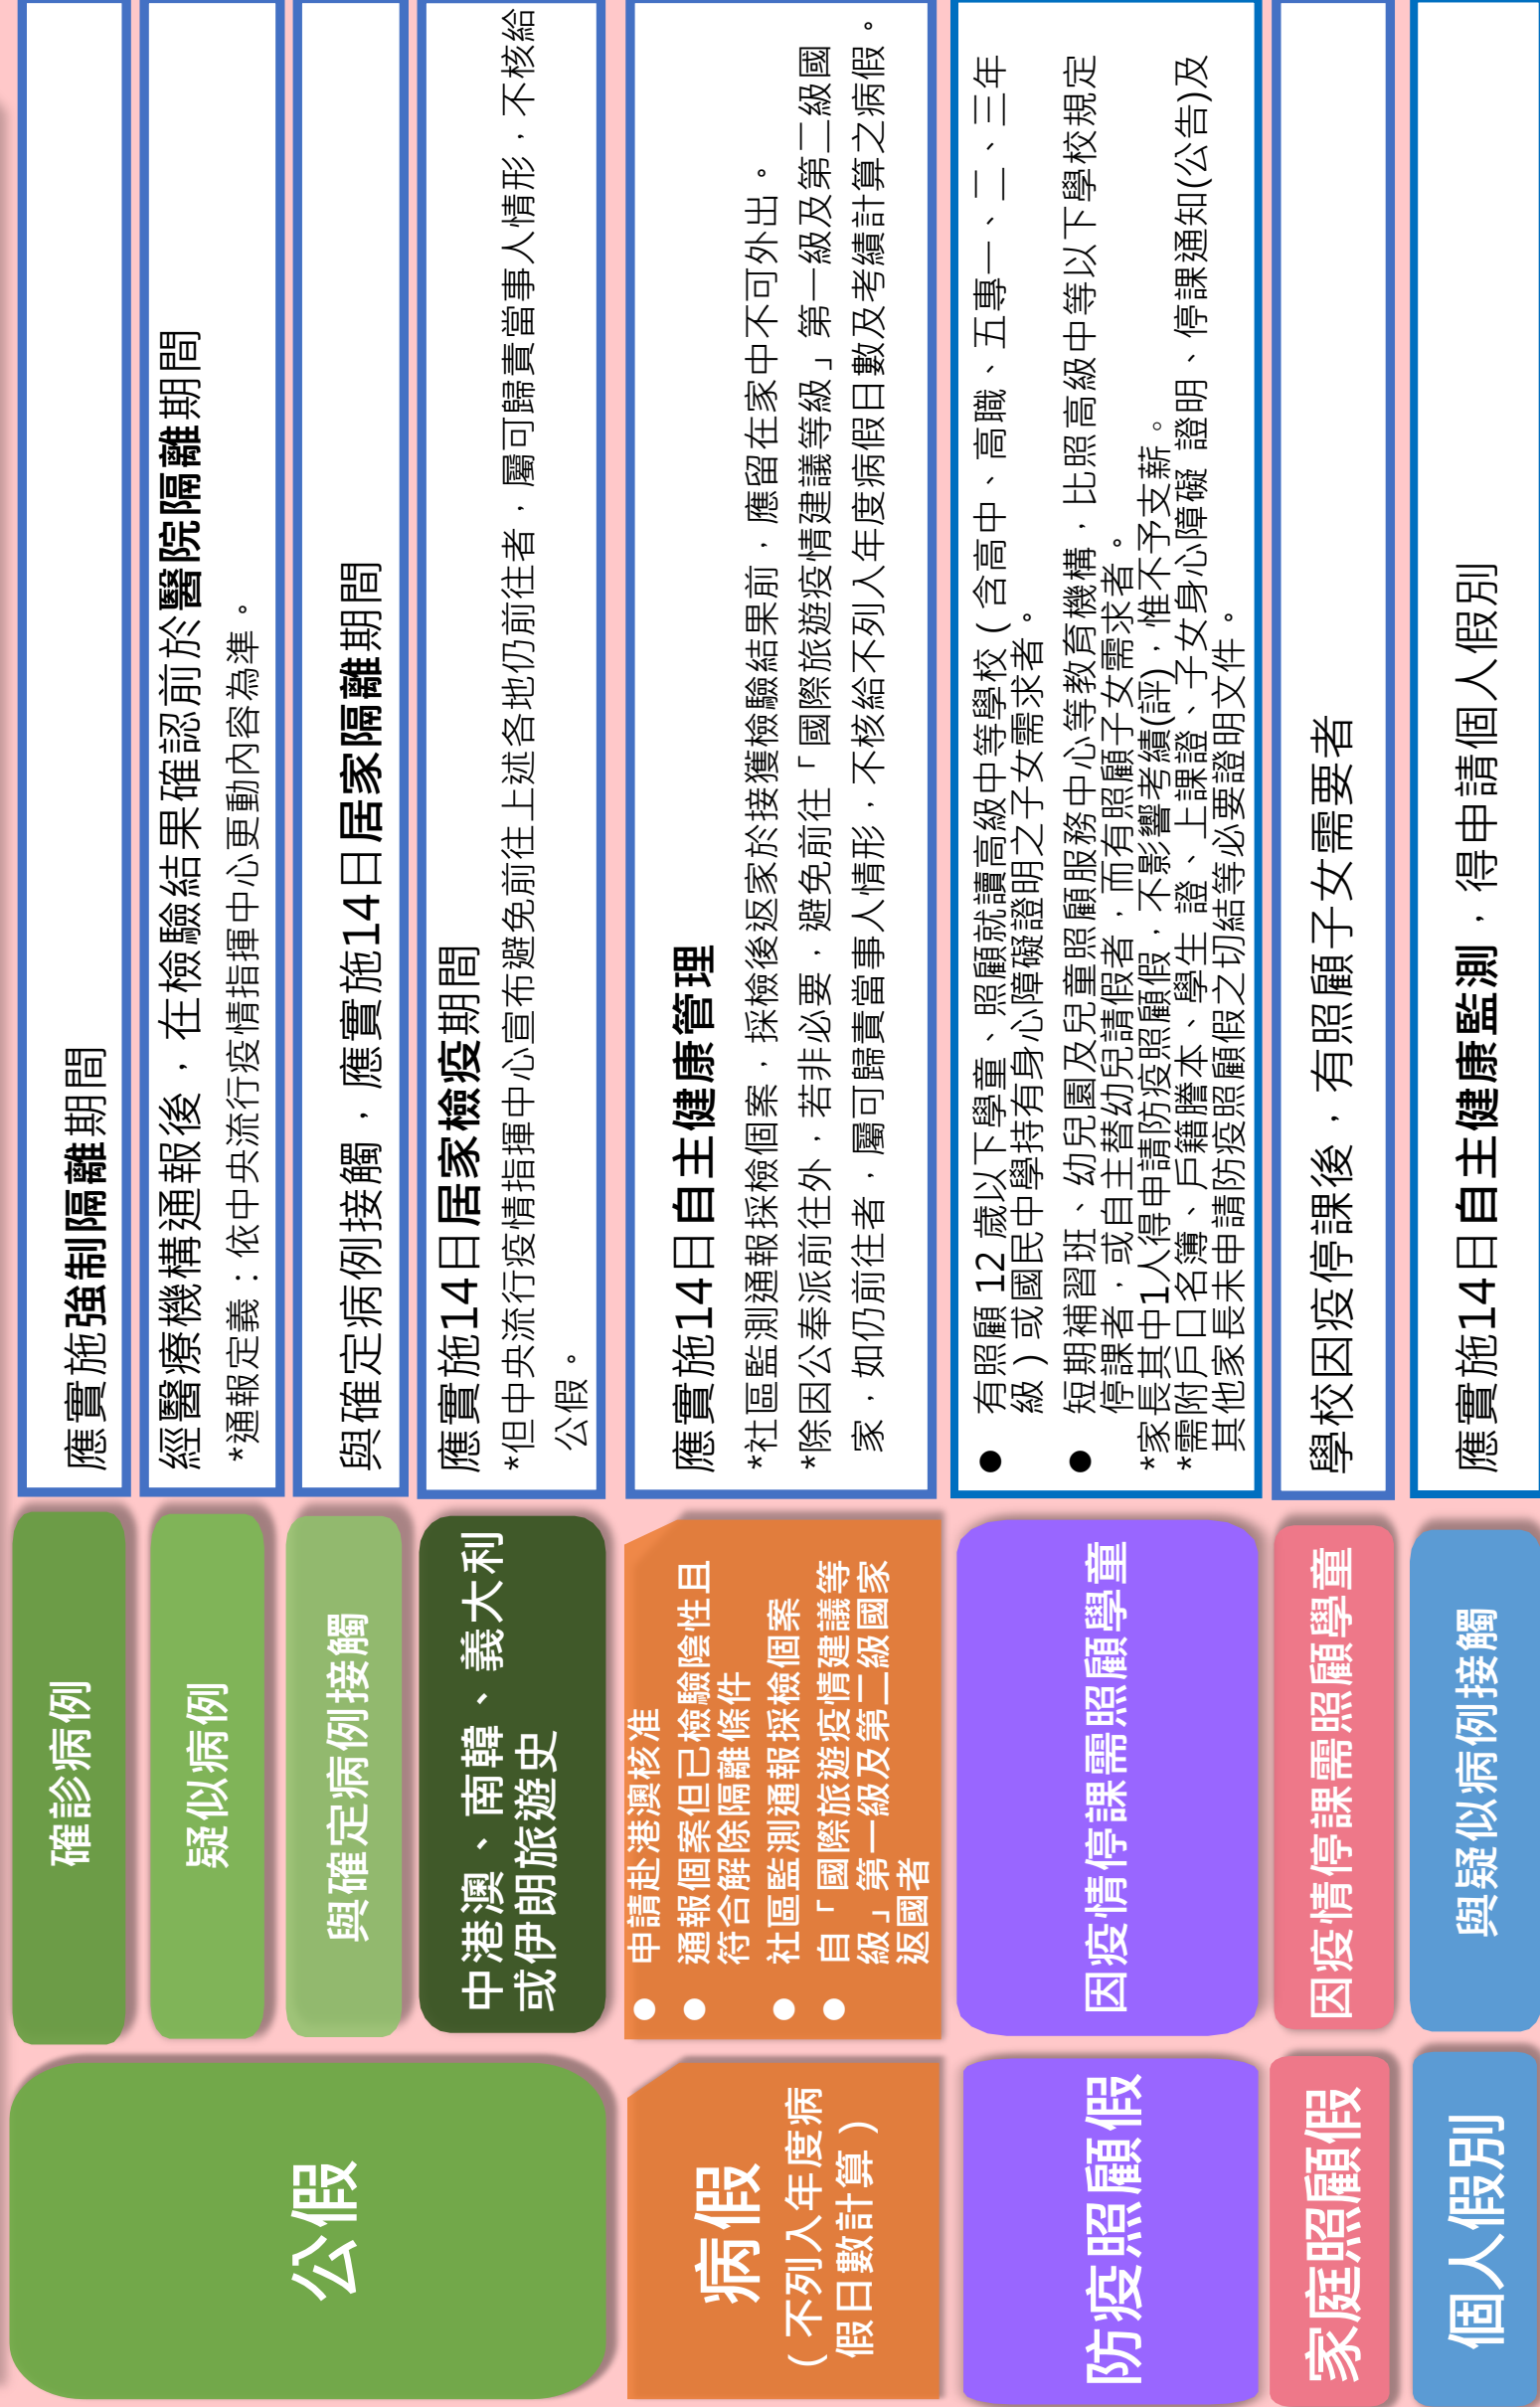 公假
確診病例
應實施強制隔離期間
疑似病例
經醫療機構通報後，在檢驗結果確認前於醫院隔離期間
*通報定義：依中央流行疫情指揮中心更動內容為準。
與確定病例接觸
與確定病例接觸，應實施14日居家隔離期間
中港澳、南韓、義大利
或伊朗旅遊史
應實施14日居家檢疫期間
*但中央流行疫情指揮中心宣布避免前往上述各地仍前往者，屬可歸責當事人情形，不核給
公假。
病假
（不列入年度病
假日數計算）
● 申請赴港澳核准
● 通報個案但已檢驗陰性且
符合解除隔離條件
● 社區監測通報採檢個案
● 自「國際旅遊疫情建議等
級」第一級及第二級國家
返國者
應實施14日自主健康管理
*社區監測通報採檢個案，採檢後返家於接獲檢驗結果前，應留在家中不可外出。
*除因公奉派前往外，若非必要，避免前往「國際旅遊疫情建議等級」第一級及第二級國
家，如仍前往者，屬可歸責當事人情形，不核給不列入年度病假日數及考績計算之病假。
防疫照顧假
因疫情停課需照顧學童
● 有照顧 12 歲以下學童、照顧就讀高級中等學校（含高中、高職、五專一、二、三年
級）或國民中學持有身心障礙證明之子女需求者。
● 短期補習班、幼兒園及兒童照顧服務中心等教育機構，比照高級中等以下學校規定
停課者，或自主替幼兒請假者，而有照顧子女需求者。
*家長其中1人得申請防疫照顧假，不影響考績(評)，惟不予支薪。
*需附戶口名簿、戶籍謄本、學生 證、上課證、子女身心障礙 證明、停課通知(公告)及
其他家長未申請防疫照顧假之切結等必要證明文件。
家庭照顧假
因疫情停課需照顧學童
學校因疫停課後，有照顧子女需要者
個人假別
與疑似病例接觸
應實施14日自主健康監測，得申請個人假別